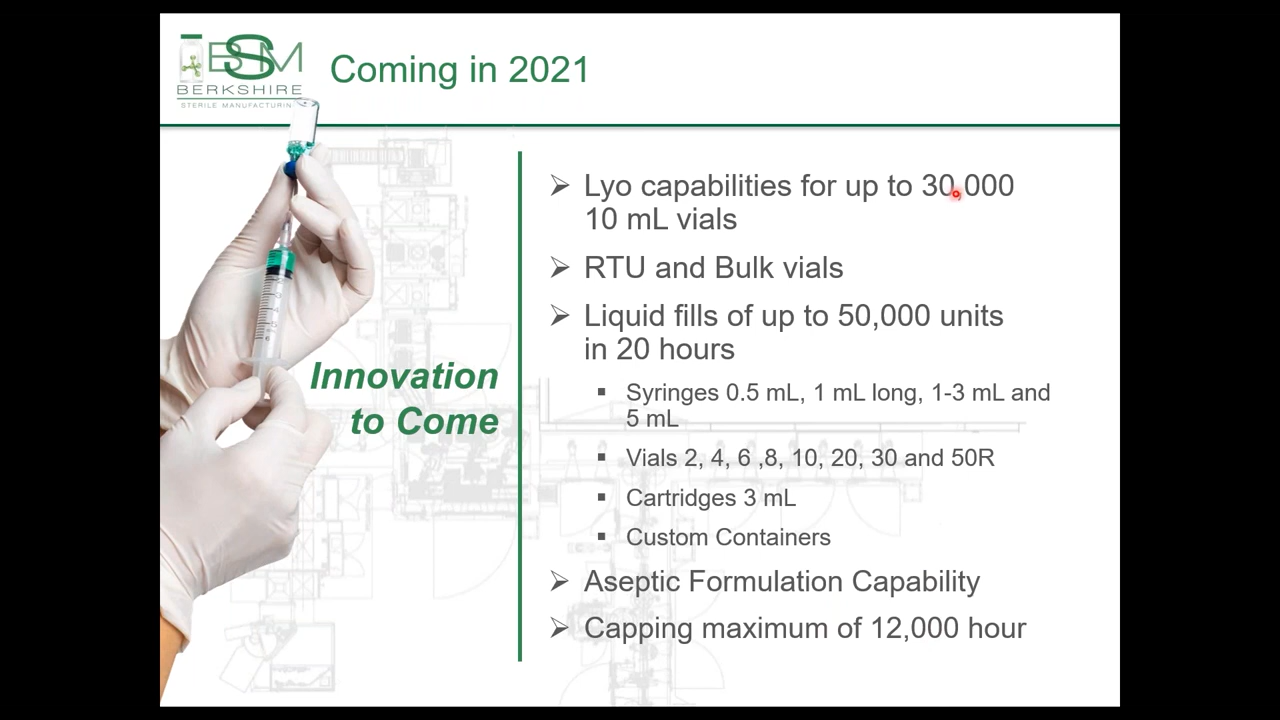 BSM
BERKSHIRE
STERILE MANUFACTURING
Coming in 2021
Innovation
to Come
Lyo capabilities for up to 30,000
10 mL vials
RTU and Bulk vials
Liquid fills of up to 50,000 units
in 20 hours
Syringes 0.5 mL, 1 mL long, 1-3 mL and
5 mL
Vials 2, 4, 6 ,8, 10, 20, 30 and 50R
Cartridges 3 mL
Custom Containers
Aseptic Formulation Capability
Capping maximum of 12,000 hour